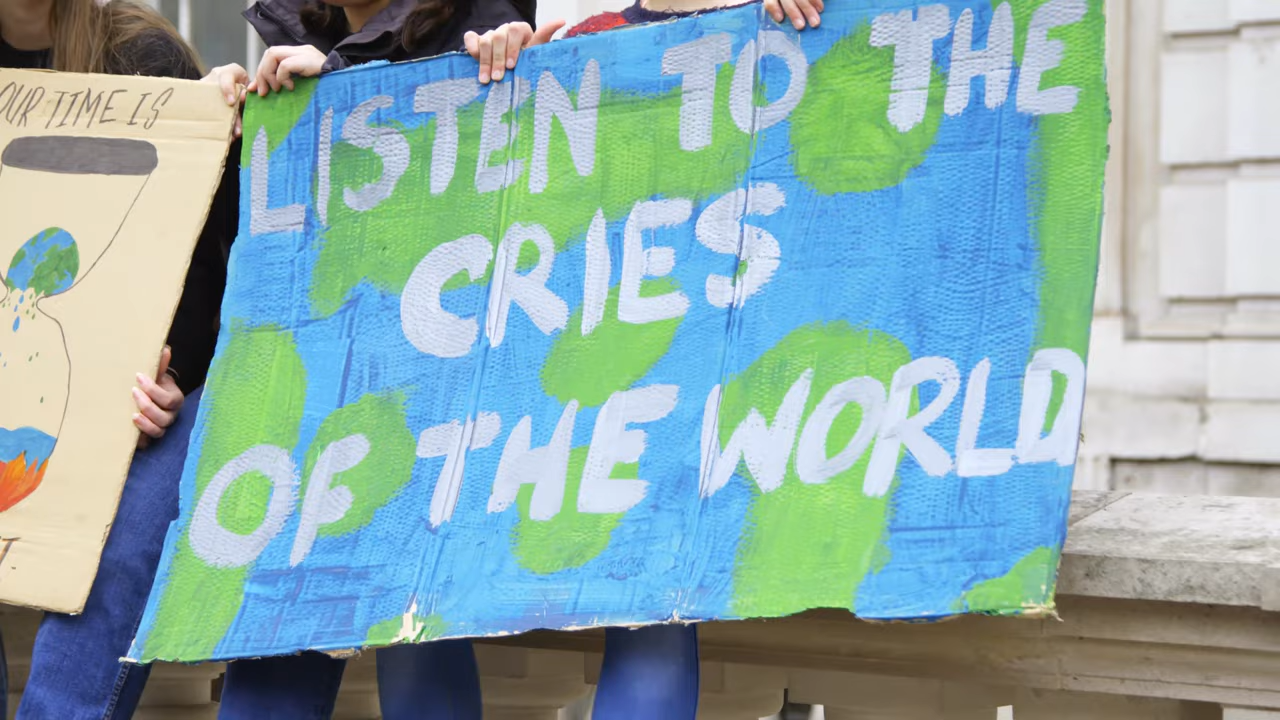 OUR TIME IS
LISTEN TO THE
CRIES
OF THE WORLD